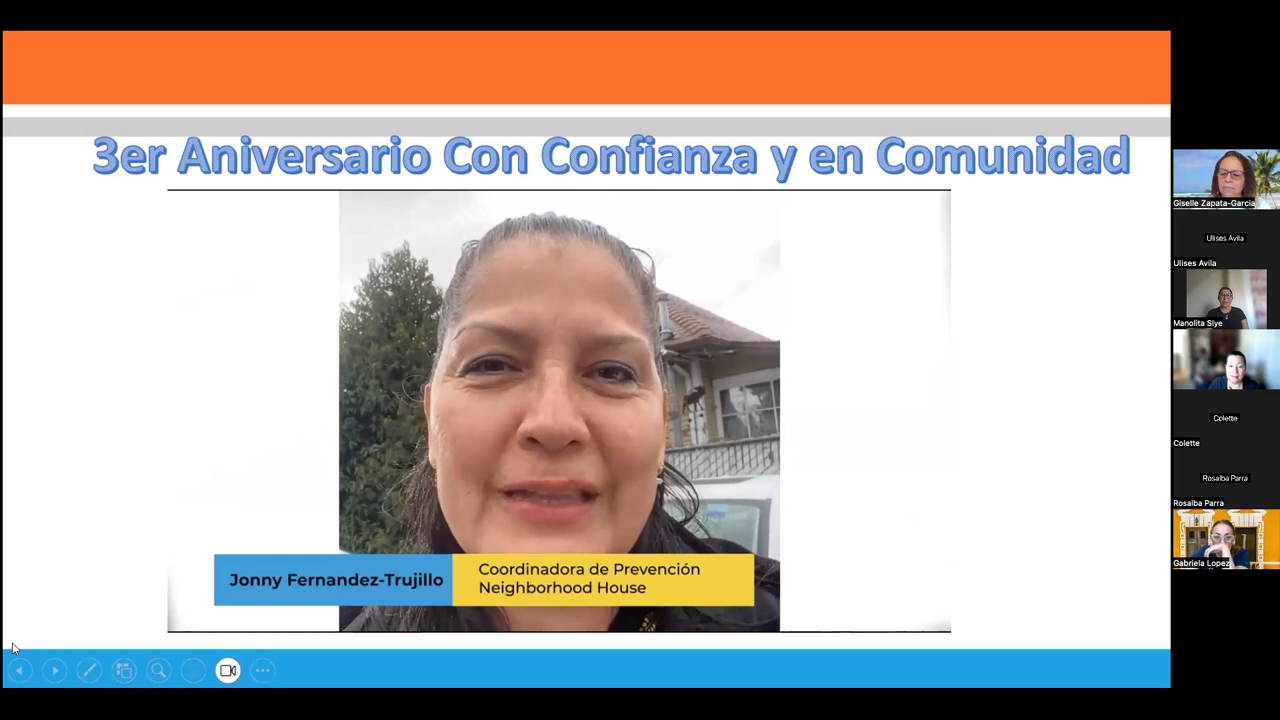 3er Aniversario Con Confianza y en Comunidad
Jonny Fernandez-Trujillo
Coordinadora de Prevención
Neighborhood House
Giselle Zapata-Garcia
Ulises Avila
Ulises Avila
Manolita Slye
Colette
Colette
Rosalba Parra
Rosalba Parra
Gabriela Lopez